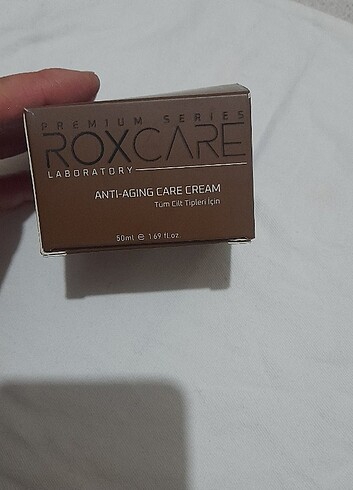 PREMIUM SERIES
ROXCARE
LABORATORY
ANTI-AGING CARE CREAM
Tüm Cilt Tipleri İçin
50ml ℮ 1.69 fl.oz.